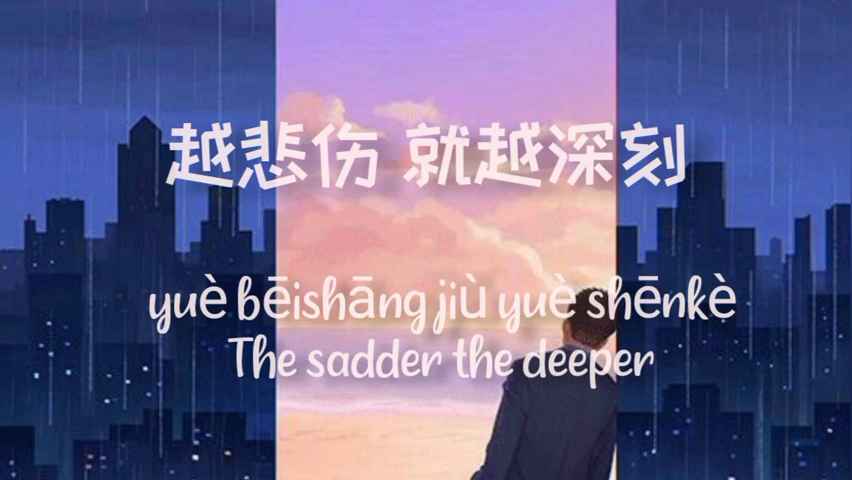 越悲伤 就越深刻
yuè bēishāng jiù yuè shēnkè
The sadder the deeper